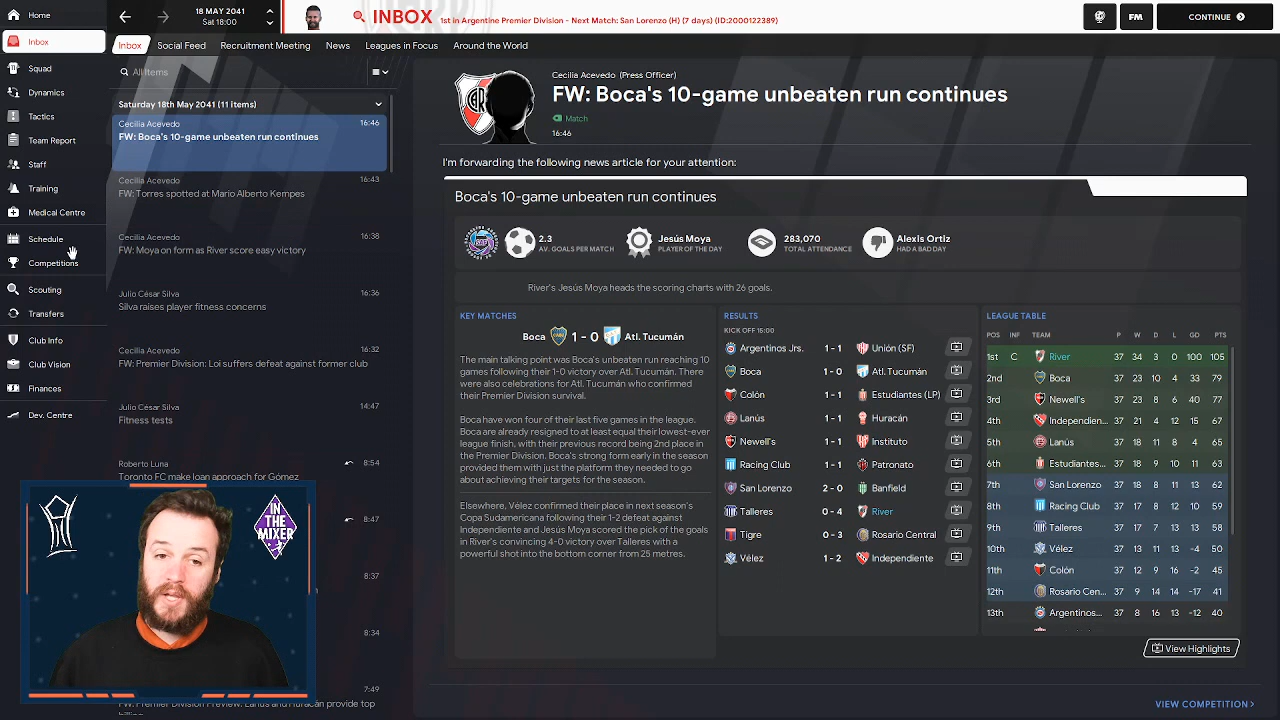 18 MAY 2041
Sat 18:00
INBOX
1st in Argentine Premier Division - Next Match: San Lorenzo (H) (7 days) (ID:2000122389)
FM
CONTINUE
Home
Inbox
Squad
Dynamics
Tactics
Team Report
Staff
Training
Medical Centre
Schedule
Competitions
Scouting
Transfers
Club Info
Club Vision
Finances
Dev. Centre
Inbox
Social Feed
Recruitment Meeting
News
Leagues in Focus
Around the World
All Items
Saturday 18th May 2041 (11 items)
Cecilia Acevedo 16:46
FW: Boca's 10-game unbeaten run continues
Cecilia Acevedo 16:43
FW: Torres spotted at Mario Alberto Kempes
Cecilia Acevedo 16:38
FW: Moya on form as River score easy victory
Julio César Silva 16:36
Silva raises player fitness concerns
Cecilia Acevedo 16:32
FW: Premier Division: Loi suffers defeat against former club
Julio César Silva 14:47
Fitness tests
Roberto Luna 8:54
Toronto FC make loan approach for Gómez
8:47
8:37
8:34
7:49
FW: Premier Division Preview: Lanús and Huracán provide top
billing
IN
THE
MIXER
Cecilia Acevedo (Press Officer)
FW: Boca's 10-game unbeaten run continues
Match
16:46
I'm forwarding the following news article for your attention:
Boca's 10-game unbeaten run continues
2.3
AV. GOALS PER MATCH
Jesús Moya
PLAYER OF THE DAY
283,070
TOTAL ATTENDANCE
Alexis Ortiz
HAD A BAD DAY
River's Jesús Moya heads the scoring charts with 26 goals.
KEY MATCHES
Boca 1 - 0 Atl. Tucumán
The main talking point was Boca's unbeaten run reaching 10
games following their 1-0 victory over Atl. Tucumán. There
were also celebrations for Atl. Tucumán who confirmed
their Premier Division survival.
Boca have won four of their last five games in the league.
Boca are already resigned to at least equal their lowest-ever
league finish, with their previous record being 2nd place in
the Premier Division. Boca's strong form early in the season
provided them with just the platform they needed to go
about achieving their targets for the season.
Elsewhere, Vélez confirmed their place in next season's
Copa Sudamericana following their 1-2 defeat against
Independiente and Jesús Moya scored the pick of the goals
in River's convincing 4-0 victory over Talleres with a
powerful shot into the bottom corner from 25 meters.
RESULTS
KICK OFF 15:00
Argentinos Jrs. 1 - 1 Unión (SF)
Boca 1 - 0 Atl. Tucumán
Colón 1 - 1 Estudiantes (LP)
Lanús 1 - 1 Huracán
Newell's 1 - 1 Instituto
Racing Club 1 - 1 Patronato
San Lorenzo 2 - 0 Banfield
Talleres 0 - 4 River
Tigre 0 - 3 Rosario Central
Vélez 1 - 2 Independiente
LEAGUE TABLE
POS INF TEAM P W D L GD PTS
1st C River 37 34 3 0 100 105
2nd Boca 37 23 10 4 33 79
3rd Newell's 37 23 8 6 40 77
4th Independien... 37 21 4 12 14 67
5th Lanús 37 18 11 8 4 65
6th Estudiantes... 37 18 9 10 11 63
7th San Lorenzo 37 18 8 11 13 62
8th Racing Club 37 17 8 12 10 59
9th Talleres 37 18 4 15 13 58
10th Vélez 37 13 11 13 -4 50
11th Colón 37 12 9 16 -2 45
12th Rosario Cen... 37 9 14 14 -17 41
13th Argentinos... 37 8 16 13 -12 40
View Highlights
VIEW COMPETITION >